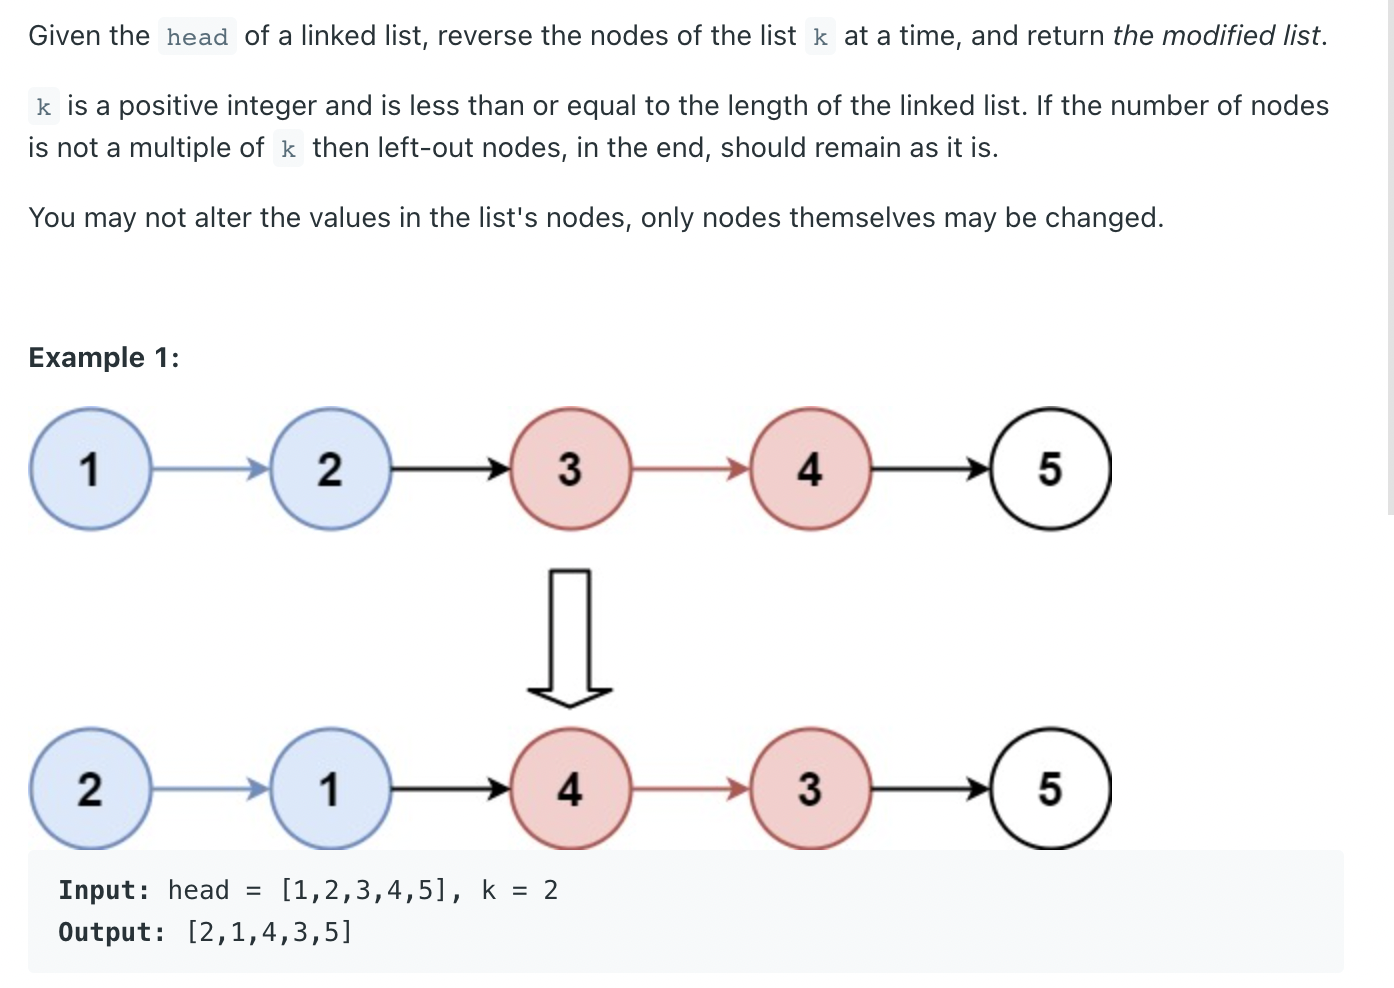 Given the head of a linked list, reverse the nodes of the list k at a time, and return the modified list.
k is a positive integer and is less than or equal to the length of the linked list. If the number of nodes
is not a multiple of k then left-out nodes, in the end, should remain as it is.
You may not alter the values in the list's nodes, only nodes themselves may be changed.
Example 1:
1 2 3 4 5
2 1 4 3 5
Input: head = [1,2,3,4,5], k = 2
Output: [2,1,4,3,5]